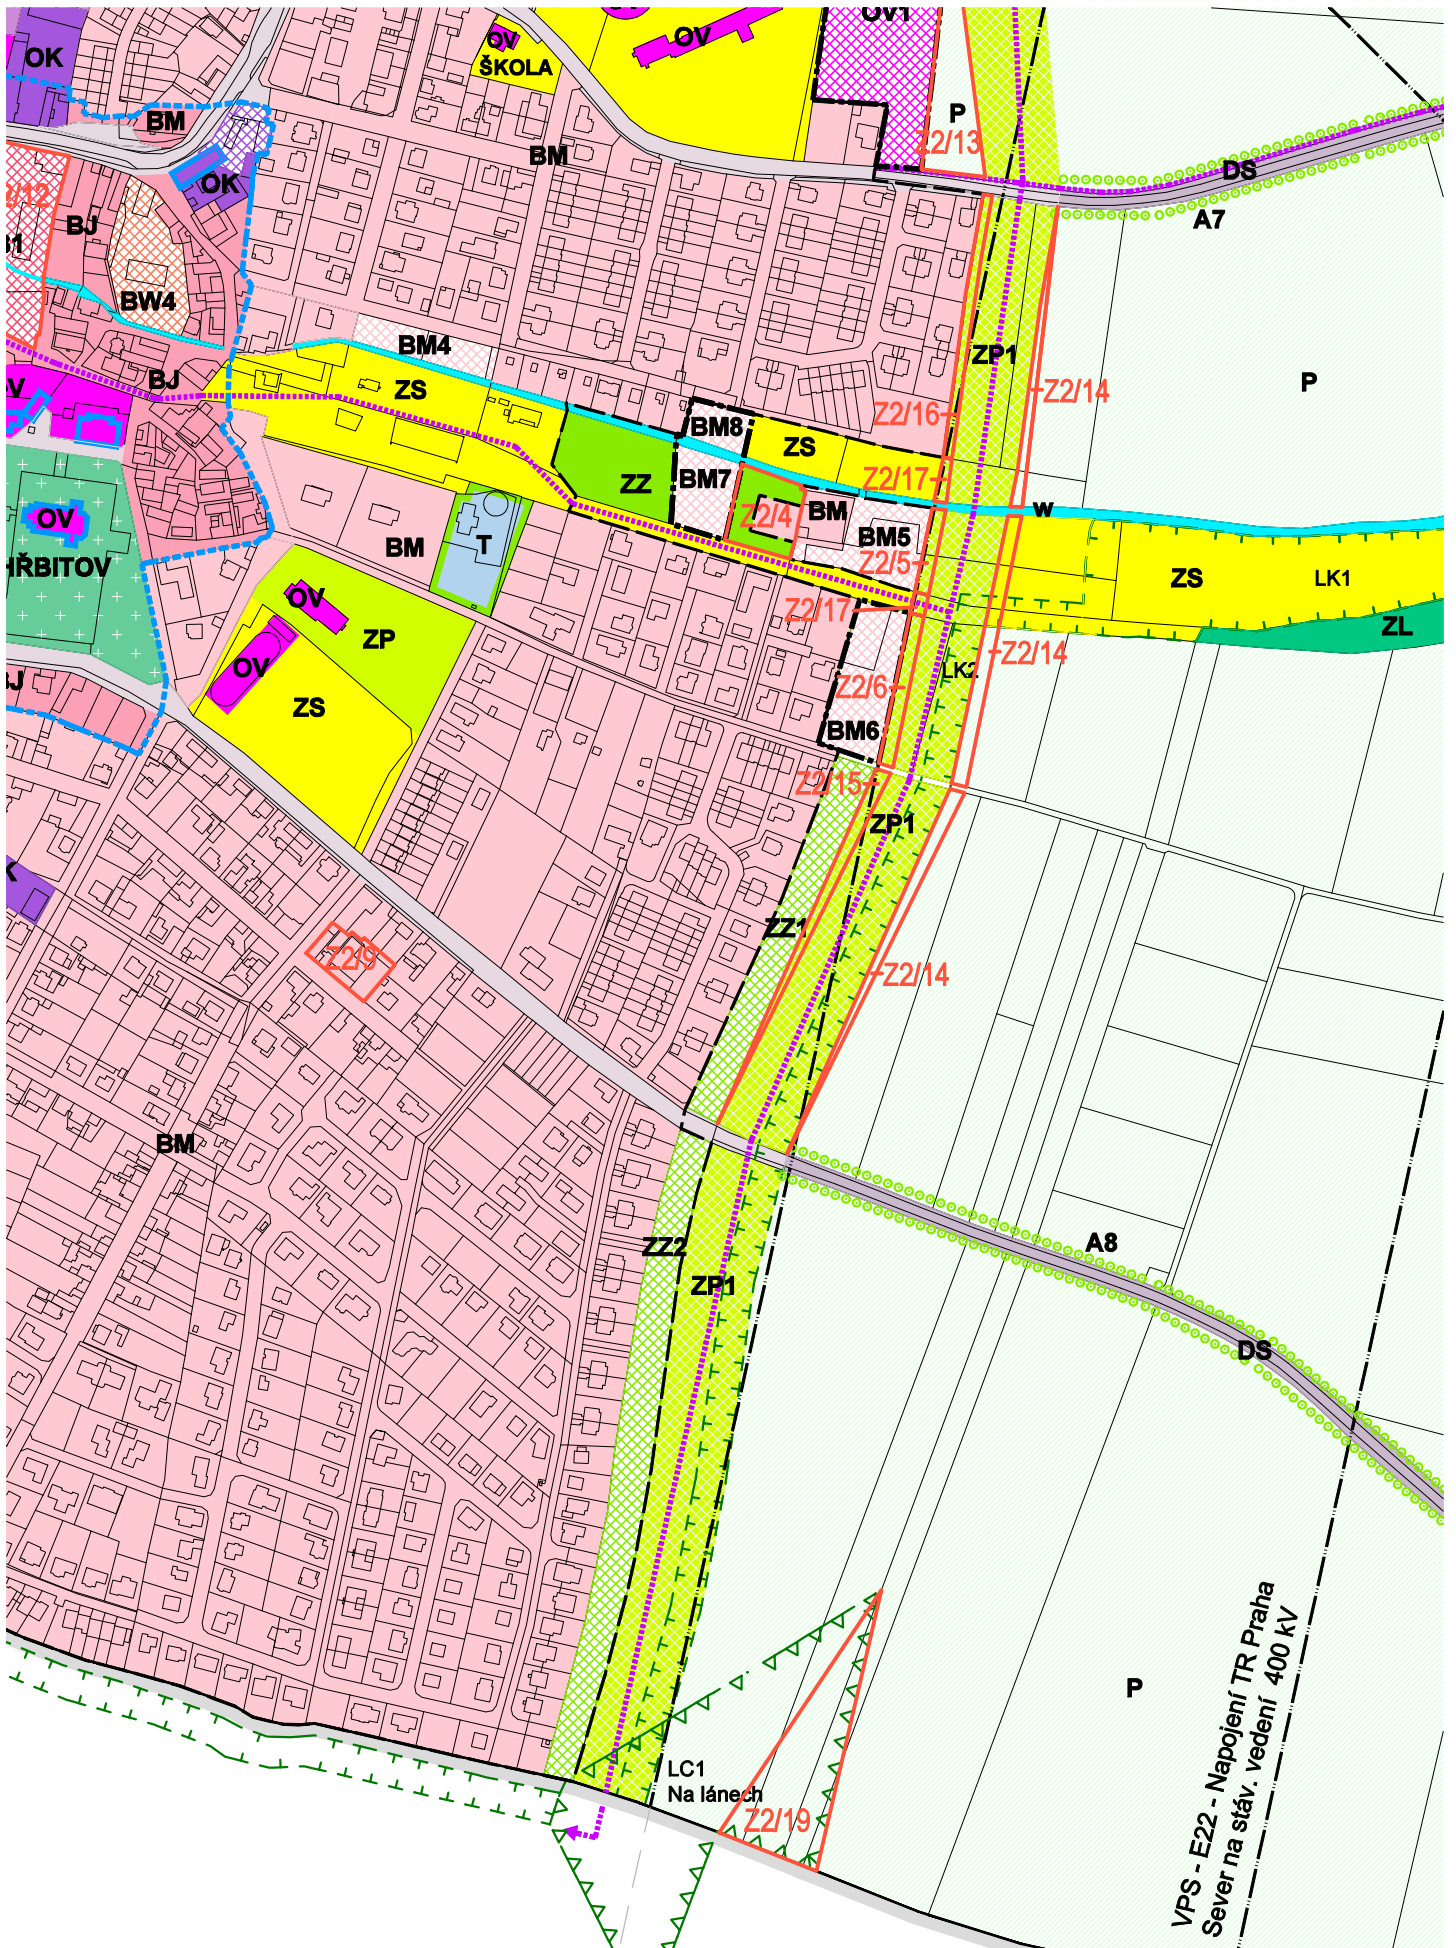 OV1
OV
OV
ŠKOLA
OK
P
Z2/13
BM
BM
DS
OK
A7
BJ
BW4
BM4
ZP1
BJ
ZS
P
Z2/14
Z2/16
BM8
ZS
Z2/17
BM7
ZZ
Z2/4
BM
W
OV
BM5
BM
T
Z2/5
HŘBITOV
ZS
LK1
OV
Z2/17
ZL
ZP
Z2/14
OV
LK2
Z2/6
ZS
BM6
Z2/15
ZP1
ZZ1
Z2/9
Z2/14
BM
ZZ2
A8
ZP1
DS
P
LC1
Na lánech
Z2/19
VPS - E22 - Napojení TR Praha
Sever na stáv. vedení 400 kV